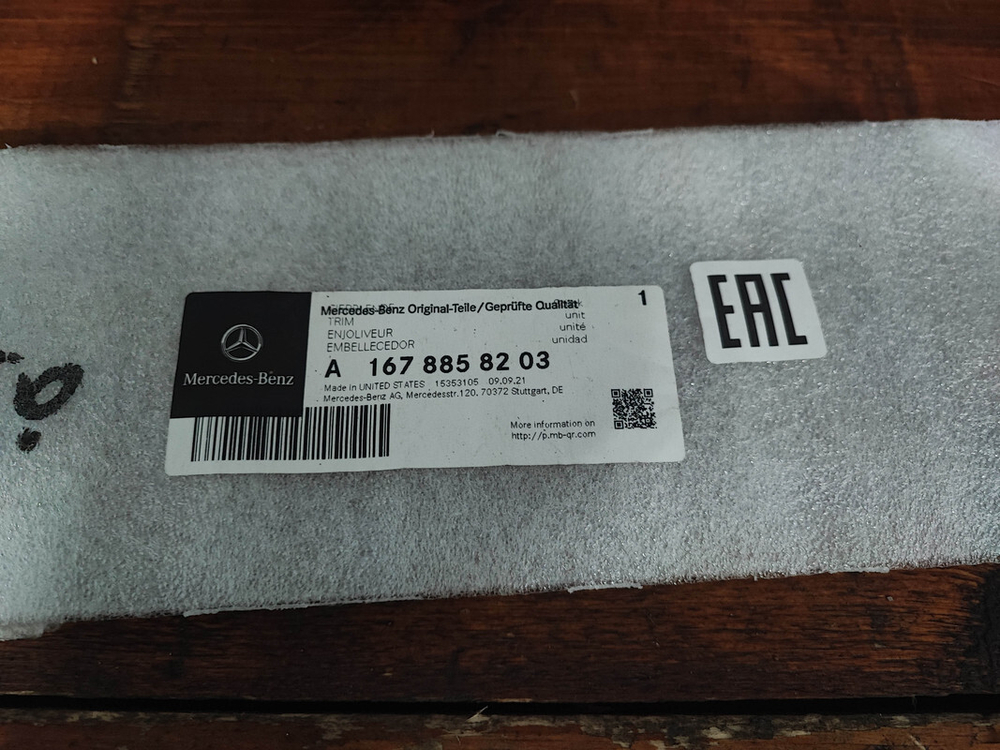 Mercedes-Benz Original-Teile/Geprüfte Qualität 1
ZIERBLENDE
TRIM unit
ENJOLIVEUR unité
EMBELLECEDOR unidad
A 167 885 82 03
Made in UNITED STATES 15353105 09.09.21
Mercedes-Benz AG, Mercedesstr.120, 70372 Stuttgart, DE
Mercedes-Benz
More information on
http://p.mb-qr.com
EAC